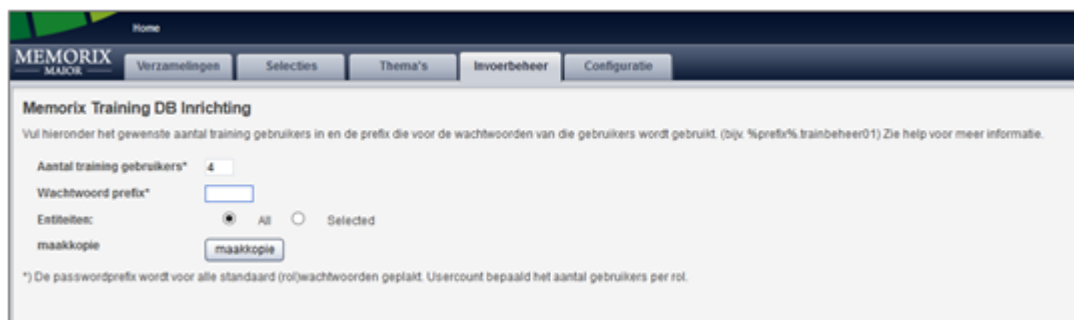 Home
MEMORIX
MAIOR
Verzamelingen Selecties Thema's Invoerbeheer Configuratie
Memorix Training DB Inrichting
Vul hieronder het gewenste aantal training gebruikers in en de prefix die voor de wachtwoorden van die gebruikers wordt gebruikt. (bijv. %prefix%.trainbeheer01) Zie help voor meer informatie.
Aantal training gebruikers* 4
Wachtwoord prefix*
Entiteiten: All Selected
maakkopie maakkopie
*) De passwordprefix wordt voor alle standaard (rol)wachtwoorden geplakt. Usercount bepaald het aantal gebruikers per rol.